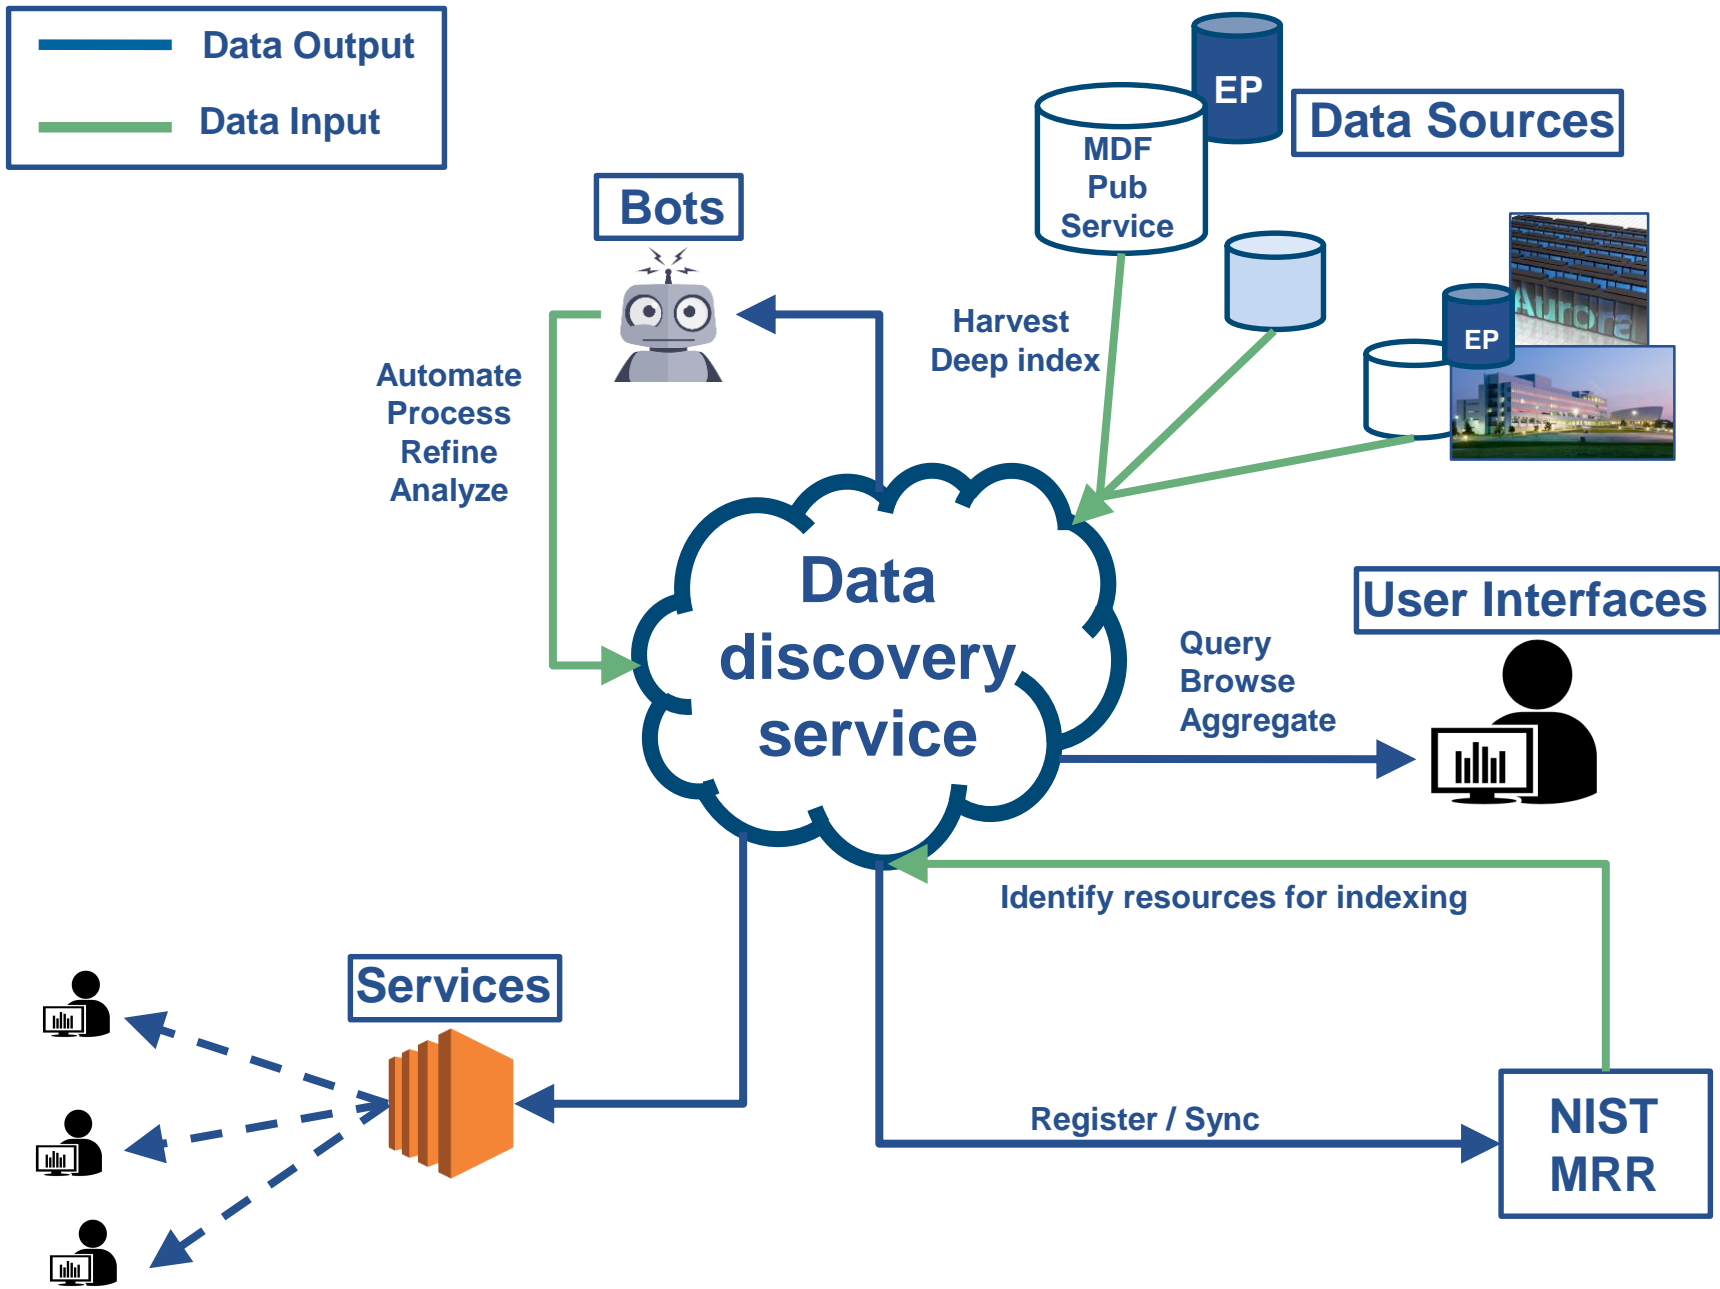 Data Output
Data Input
EP
Data Sources
MDF
Pub
Service
Bots
Aurora
EP
Harvest
Deep index
Automate
Process
Refine
Analyze
Data
discovery
service
User Interfaces
Query
Browse
Aggregate
Identify resources for indexing
Services
Register / Sync
NIST
MRR